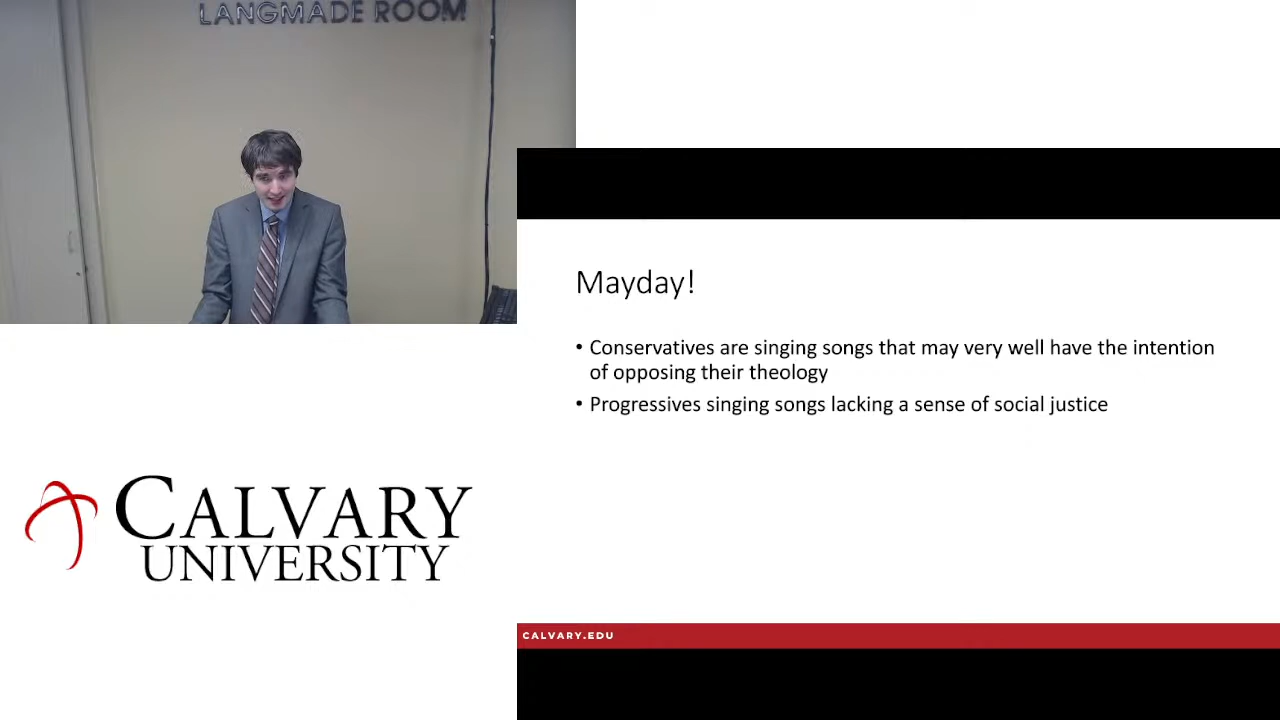 LANGMADE ROOM
Mayday!
• Conservatives are singing songs that may very well have the intention
of opposing their theology
• Progressives singing songs lacking a sense of social justice
CALVARY
UNIVERSITY
CALVARY.EDU